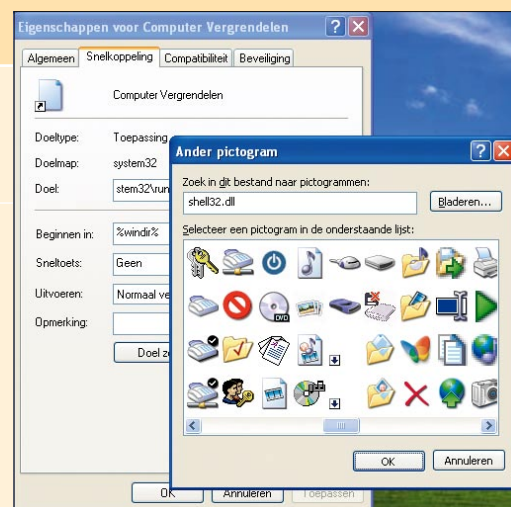 Eigenschappen voor Computer Vergrendelen
Algemeen Snelkoppeling Compatibiliteit Beveiliging
Computer Vergrendelen
Doeltype: Toepassing
Doelmap: system32
Doel: stem32\run
Beginnen in: %windir%
Sneltoets: Geen
Uitvoeren: Normaal ve
Opmerking:
Doel z
OK Annuleren Toepassen
Ander pictogram
Zoek in dit bestand naar pictogrammen:
shell32.dll
Bladeren...
Selecteer een pictogram in de onderstaande lijst:
DVD
OK Annuleren